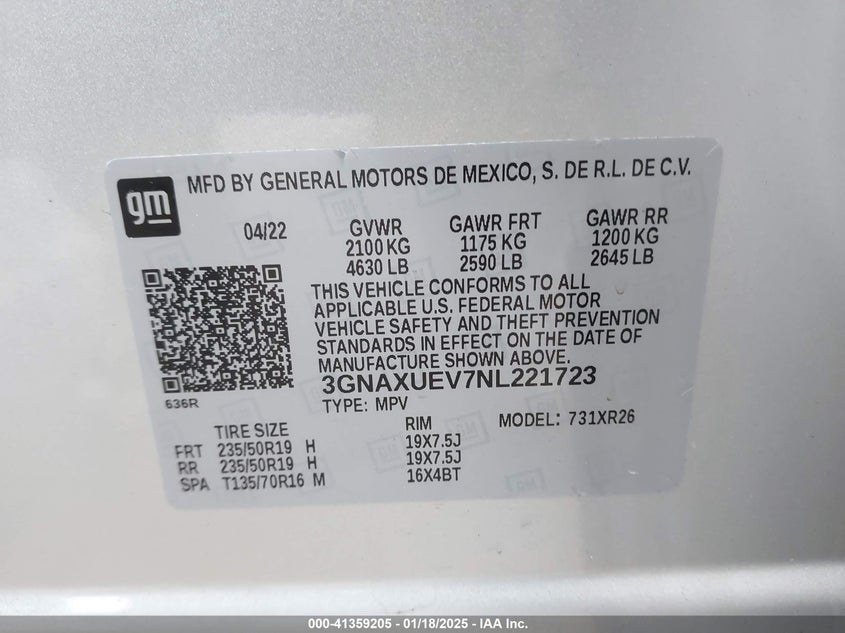 gm
MFD BY GENERAL MOTORS DE MEXICO, S. DE R.L. DE C.V.
04/22
GVWR
2100 KG
4630 LB
GAWR FRT
1175 KG
2590 LB
GAWR RR
1200 KG
2645 LB
THIS VEHICLE CONFORMS TO ALL
APPLICABLE U.S. FEDERAL MOTOR
VEHICLE SAFETY AND THEFT PREVENTION
STANDARDS IN EFFECT ON THE DATE OF
MANUFACTURE SHOWN ABOVE.
3GNAXUEV7NL221723
636R
TYPE: MPV
TIRE SIZE
FRT 235/50R19 H
RR 235/50R19 H
SPA T135/70R16 M
RIM
19X7.5J
19X7.5J
16X4BT
MODEL: 731XR26
000-41359205 - 01/18/2025 - IAA Inc.